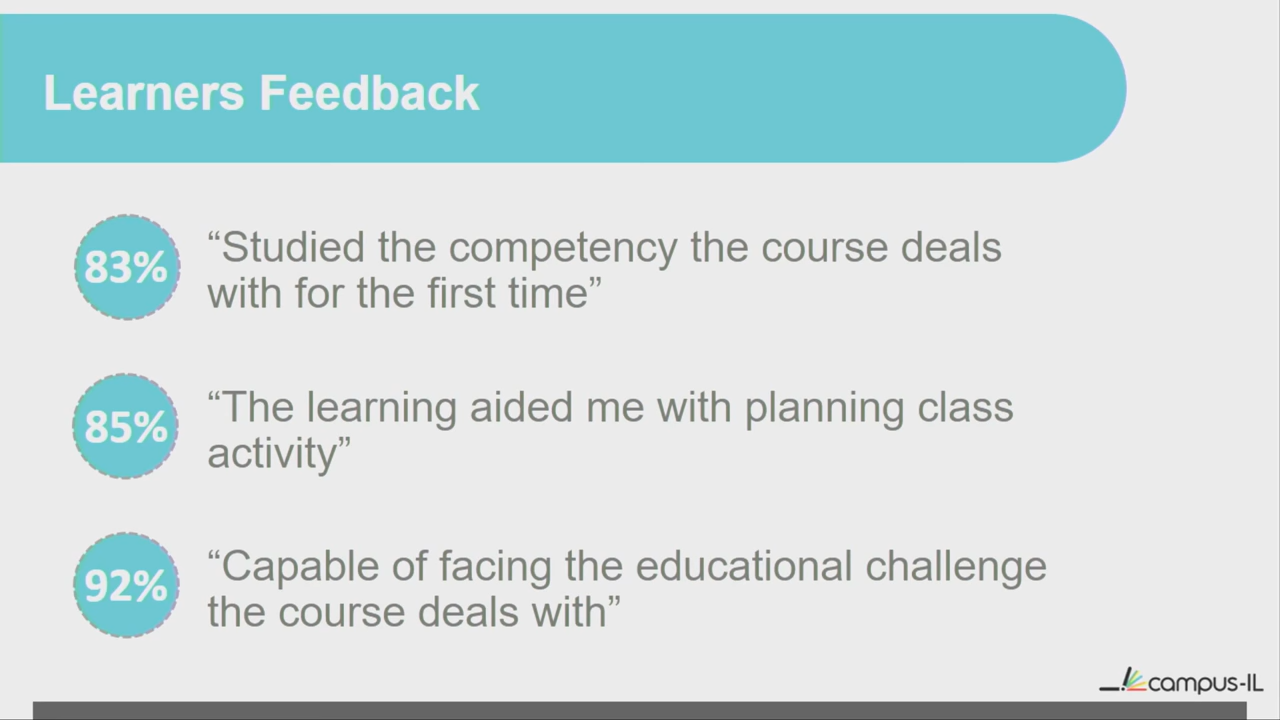 Learners Feedback
83%
“Studied the competency the course deals
with for the first time”
85%
“The learning aided me with planning class
activity”
92%
“Capable of facing the educational challenge
the course deals with”
campus-IL